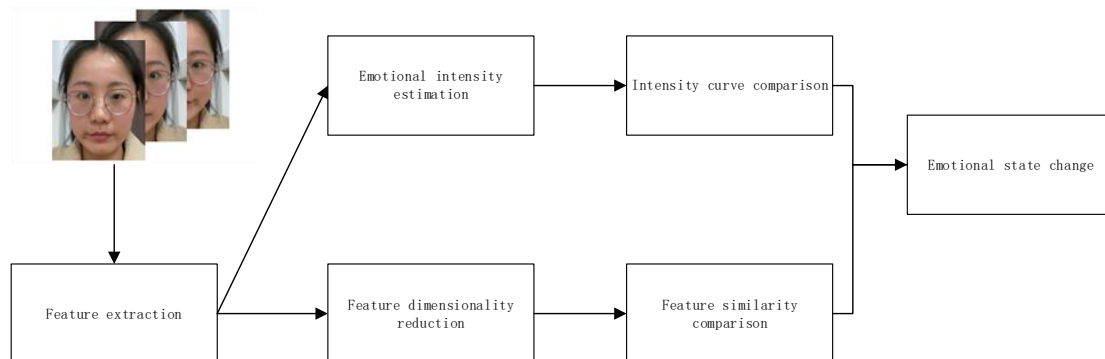 Emotional intensity
estimation
Intensity curve comparison
Emotional state change
Feature extraction
Feature dimensionality
reduction
Feature similarity
comparison